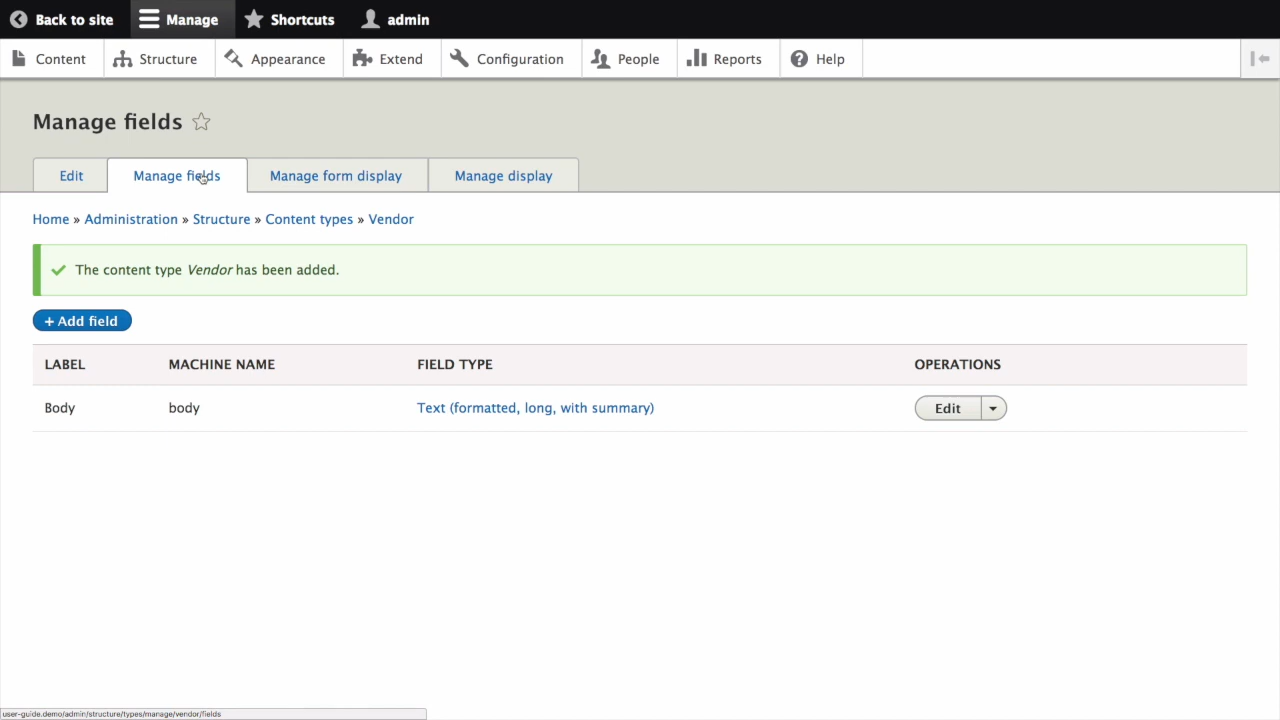 Back to site Manage Shortcuts admin
Content Structure Appearance Extend Configuration People Reports Help
Manage fields
Edit Manage fields Manage form display Manage display
Home » Administration » Structure » Content types » Vendor
The content type Vendor has been added.
+ Add field
LABEL MACHINE NAME FIELD TYPE OPERATIONS
Body body Text (formatted, long, with summary) Edit
user-guide.demo/admin/structure/types/manage/vendor/fields